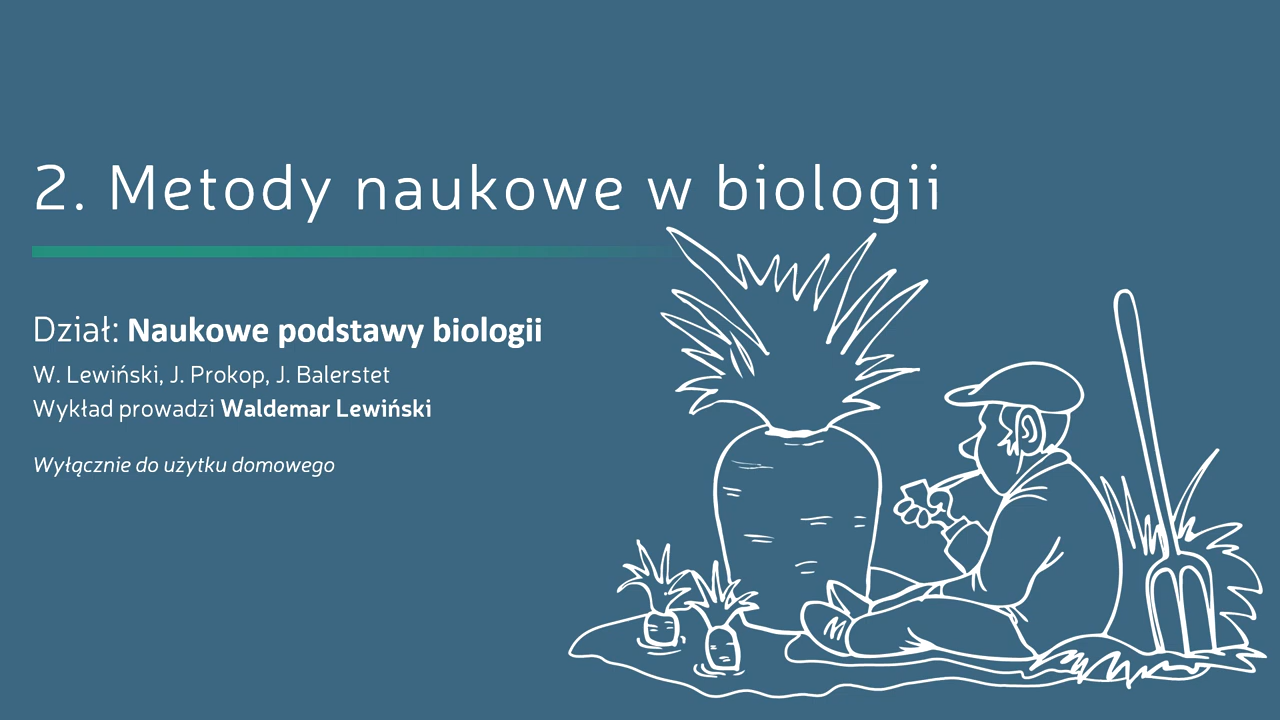 2. Metody naukowe w biologii
Dział: Naukowe podstawy biologii
W. Lewiński, J. Prokop, J. Balerstet
Wykład prowadzi Waldemar Lewiński
Wyłącznie do użytku domowego